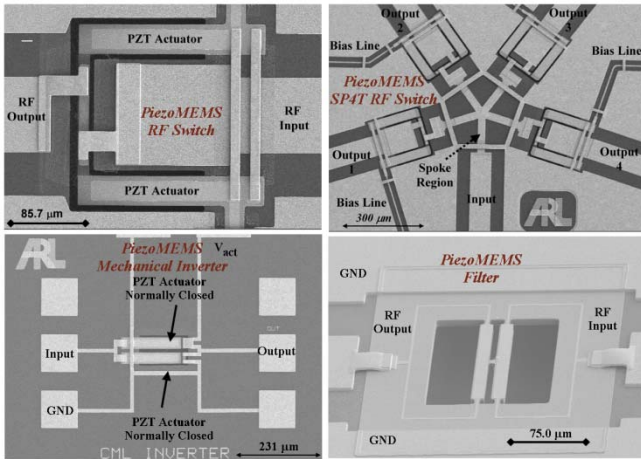 PZT Actuator
RF
Output
PiezoMEMS
RF Switch
RF
Input
PZT Actuator
85.7 μm
Output
2
Output
3
Bias Line
Bias Line
PiezoMEMS
SP4T RF Switch
Output
1
Spoke
Region
Output
4
Bias Line
Input
Bias Line
300 μm
ARL
ARL
PiezoMEMS
Mechanical Inverter
Vact
PZT Actuator
Normally Closed
Input
Output
GND
PZT Actuator
Normally Closed
CML INVERTER
231 μm
PiezoMEMS
Filter
GND
RF
Output
RF
Input
75.0 μm
GND